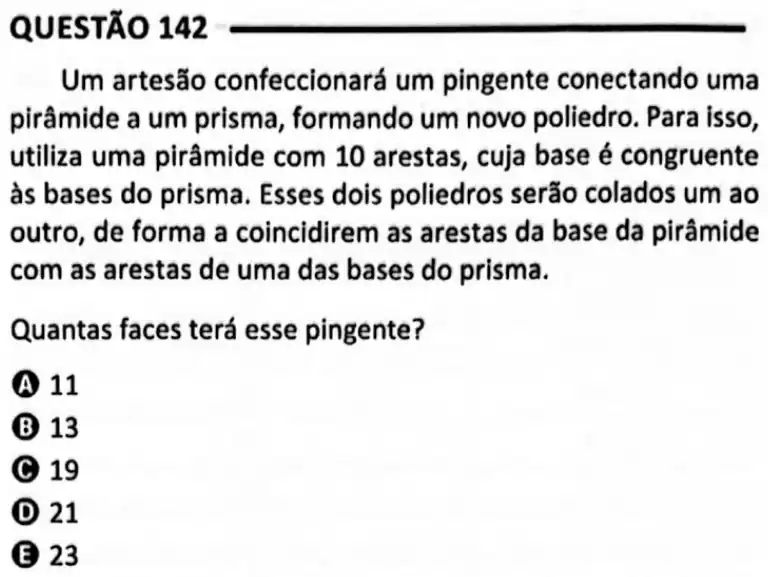 QUESTÃO 142
Um artesão confeccionará um pingente conectando uma
pirâmide a um prisma, formando um novo poliedro. Para isso,
utiliza uma pirâmide com 10 arestas, cuja base é congruente
às bases do prisma. Esses dois poliedros serão colados um ao
outro, de forma a coincidirem as arestas da base da pirâmide
com as arestas de uma das bases do prisma.
Quantas faces terá esse pingente?
A 11
B 13
C 19
D 21
E 23